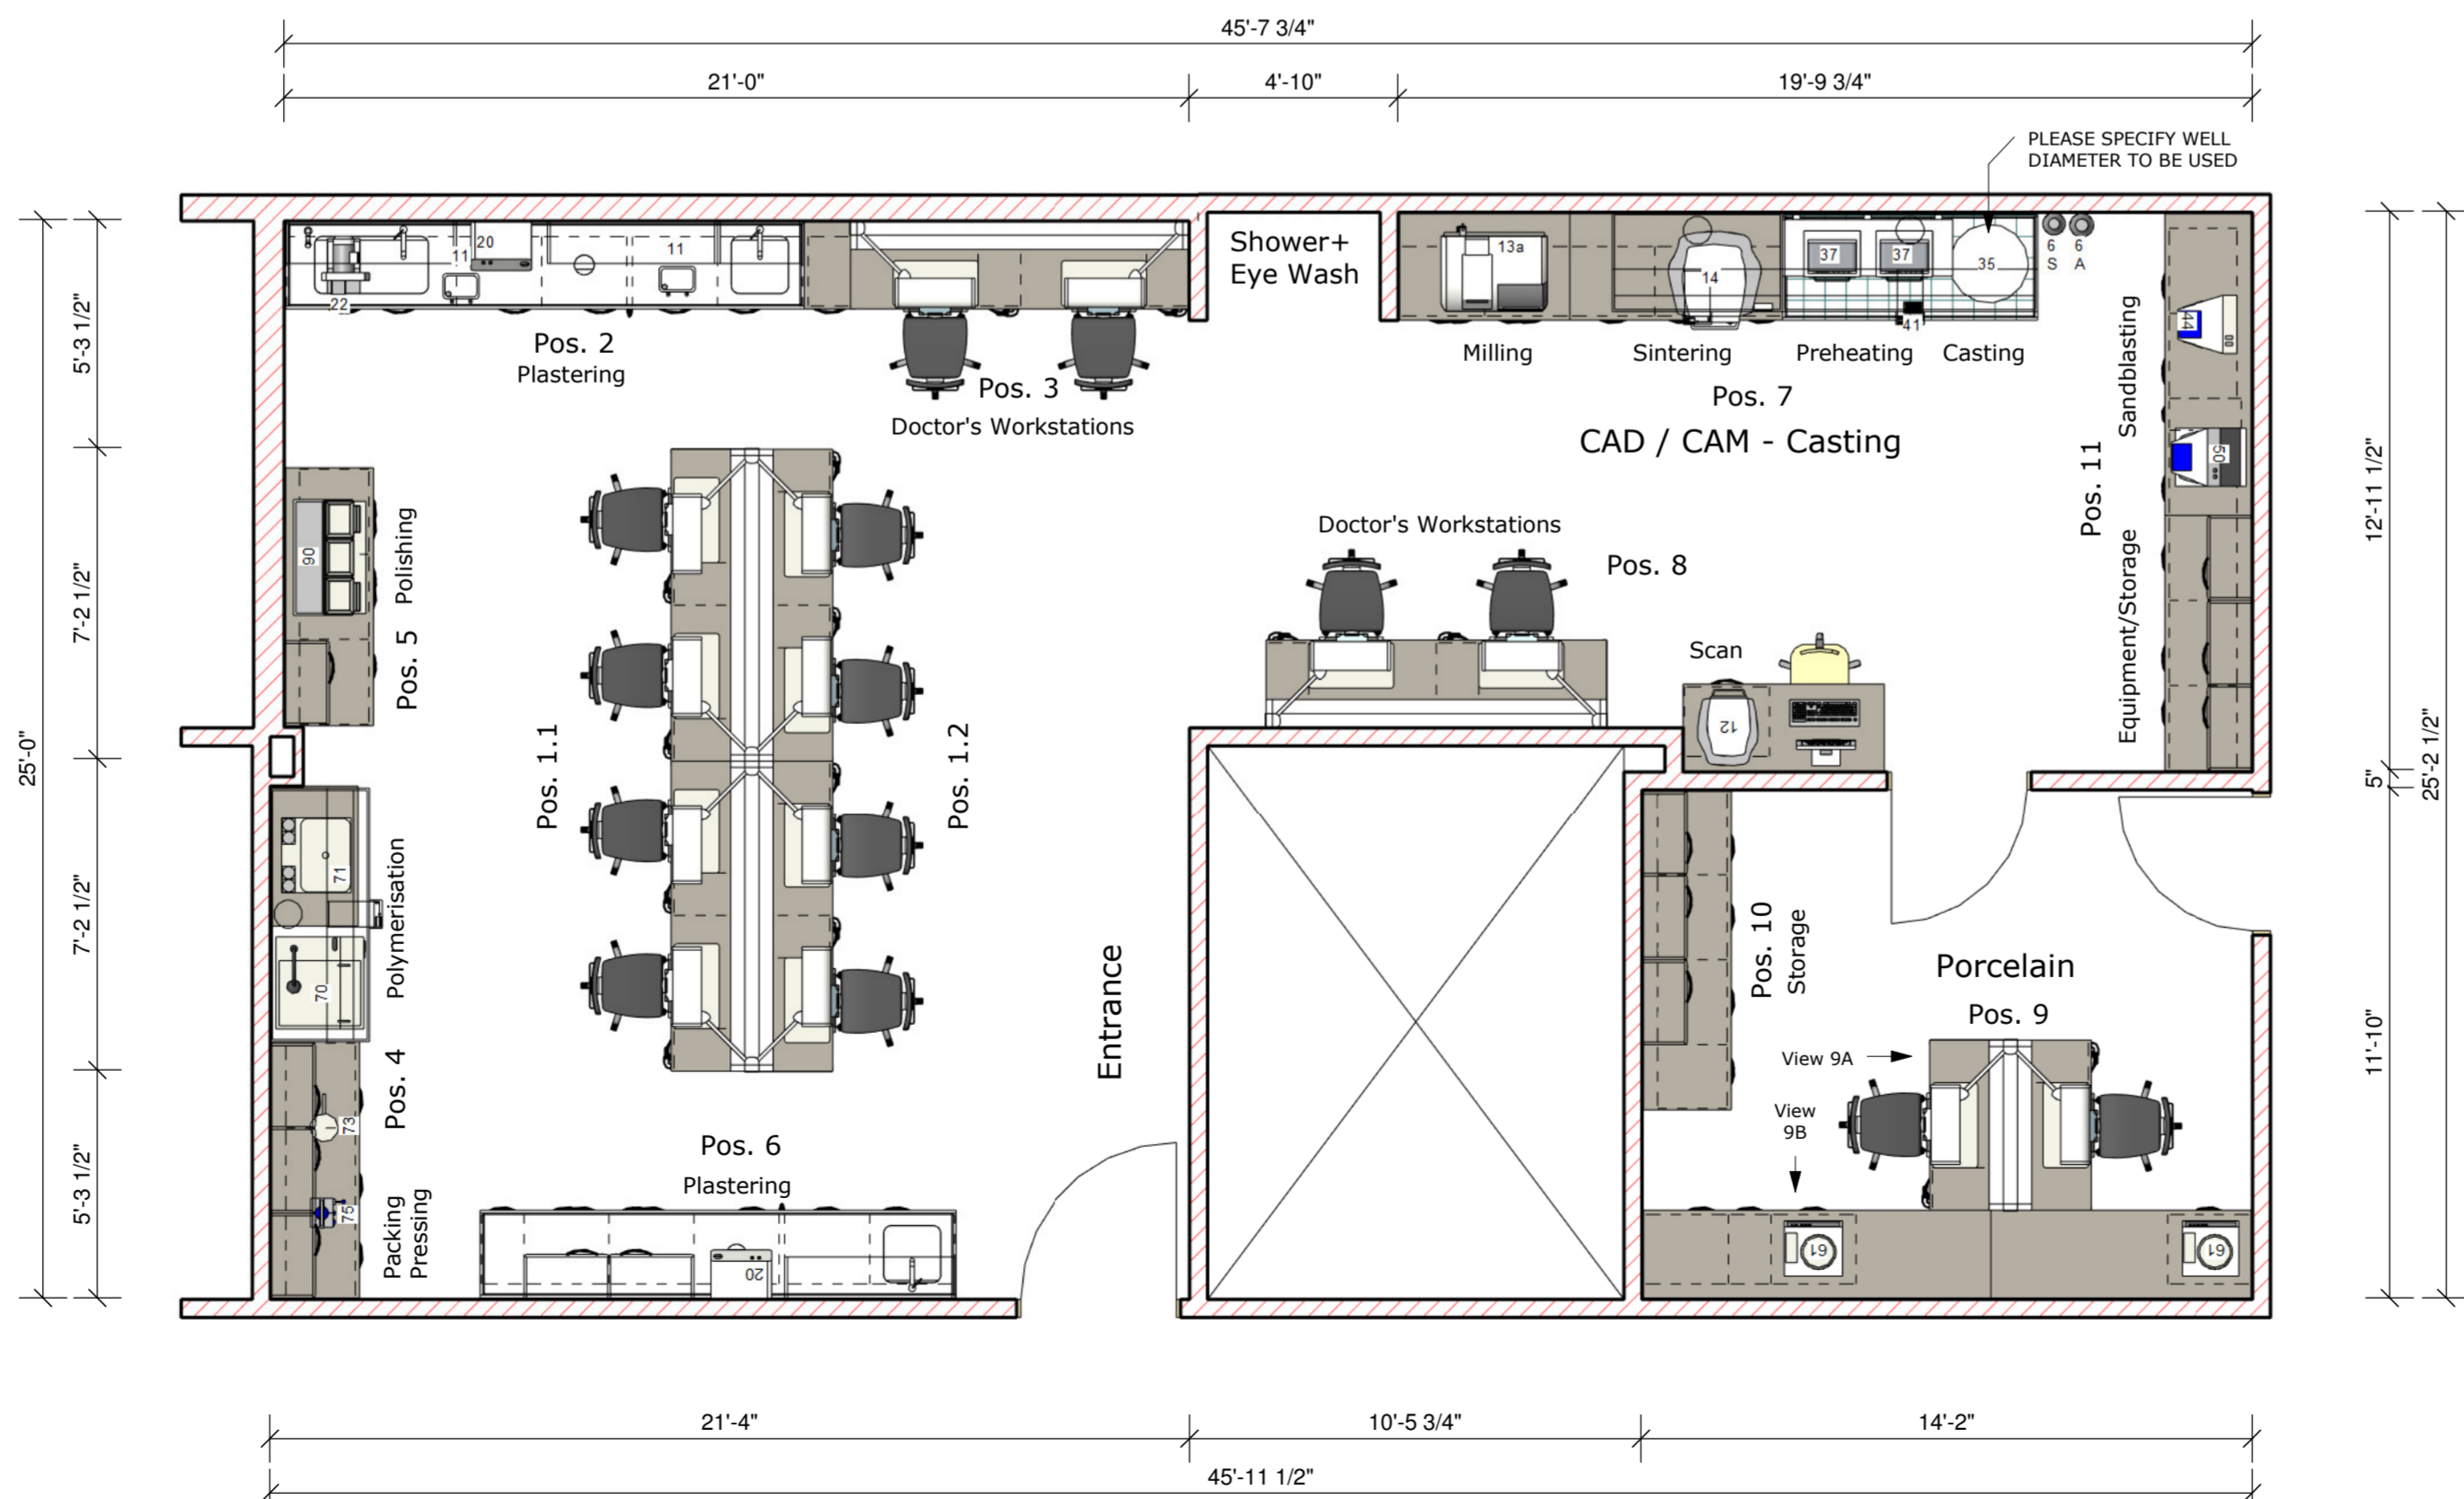 45'-7 3/4"
21'-0"
4'-10"
19'-9 3/4"
PLEASE SPECIFY WELL
DIAMETER TO BE USED
20
11
11
22
Shower+
Eye Wash
13a
14
37
37
35
6
S
6
A
41
Milling
Sintering
Preheating
Casting
Pos. 2
Plastering
Pos. 3
Doctor's Workstations
Pos. 7
CAD / CAM - Casting
Sandblasting
44
50
Pos. 11
Equipment/Storage
5'-3 1/2"
7'-2 1/2"
7'-2 1/2"
5'-3 1/2"
25'-0"
12'-11 1/2"
5"
11'-10"
25'-2 1/2"
90
Polishing
Pos. 5
Doctor's Workstations
Pos. 8
Scan
12
Pos. 1.1
Pos. 1.2
71
Polymerisation
70
Pos. 4
73
75
Packing
Pressing
Entrance
Pos. 10
Storage
Porcelain
Pos. 9
View 9A
View
9B
61
61
Pos. 6
Plastering
20
21'-4"
10'-5 3/4"
14'-2"
45'-11 1/2"